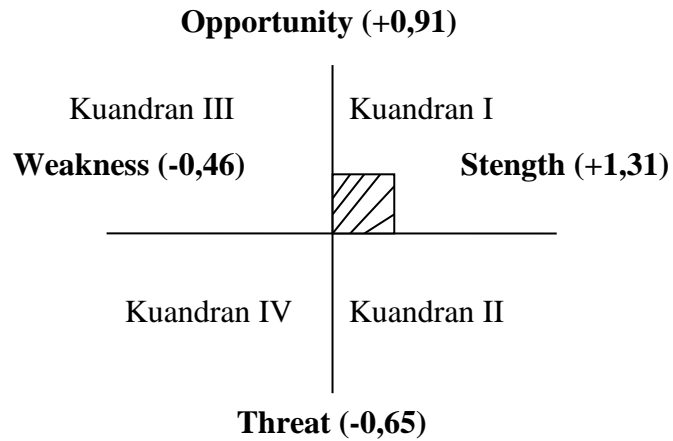 Opportunity (+0,91)
Kuandran III
Kuandran I
Weakness (-0,46)
Stength (+1,31)
Kuandran IV
Kuandran II
Threat (-0,65)